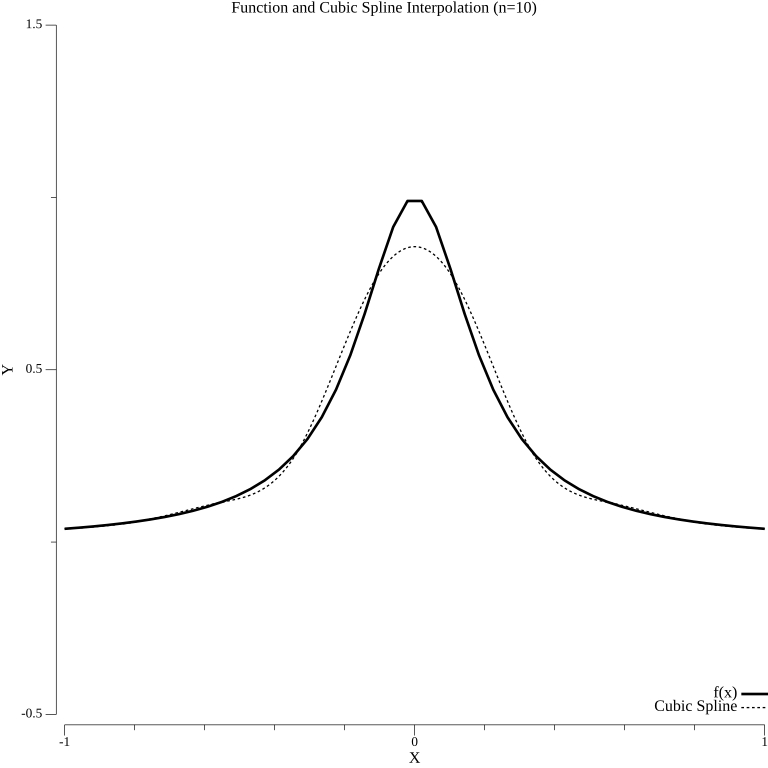 Function and Cubic Spline Interpolation (n=10)
1.5
0.5
Y
-0.5
f(x)
Cubic Spline
-1 0 1
X